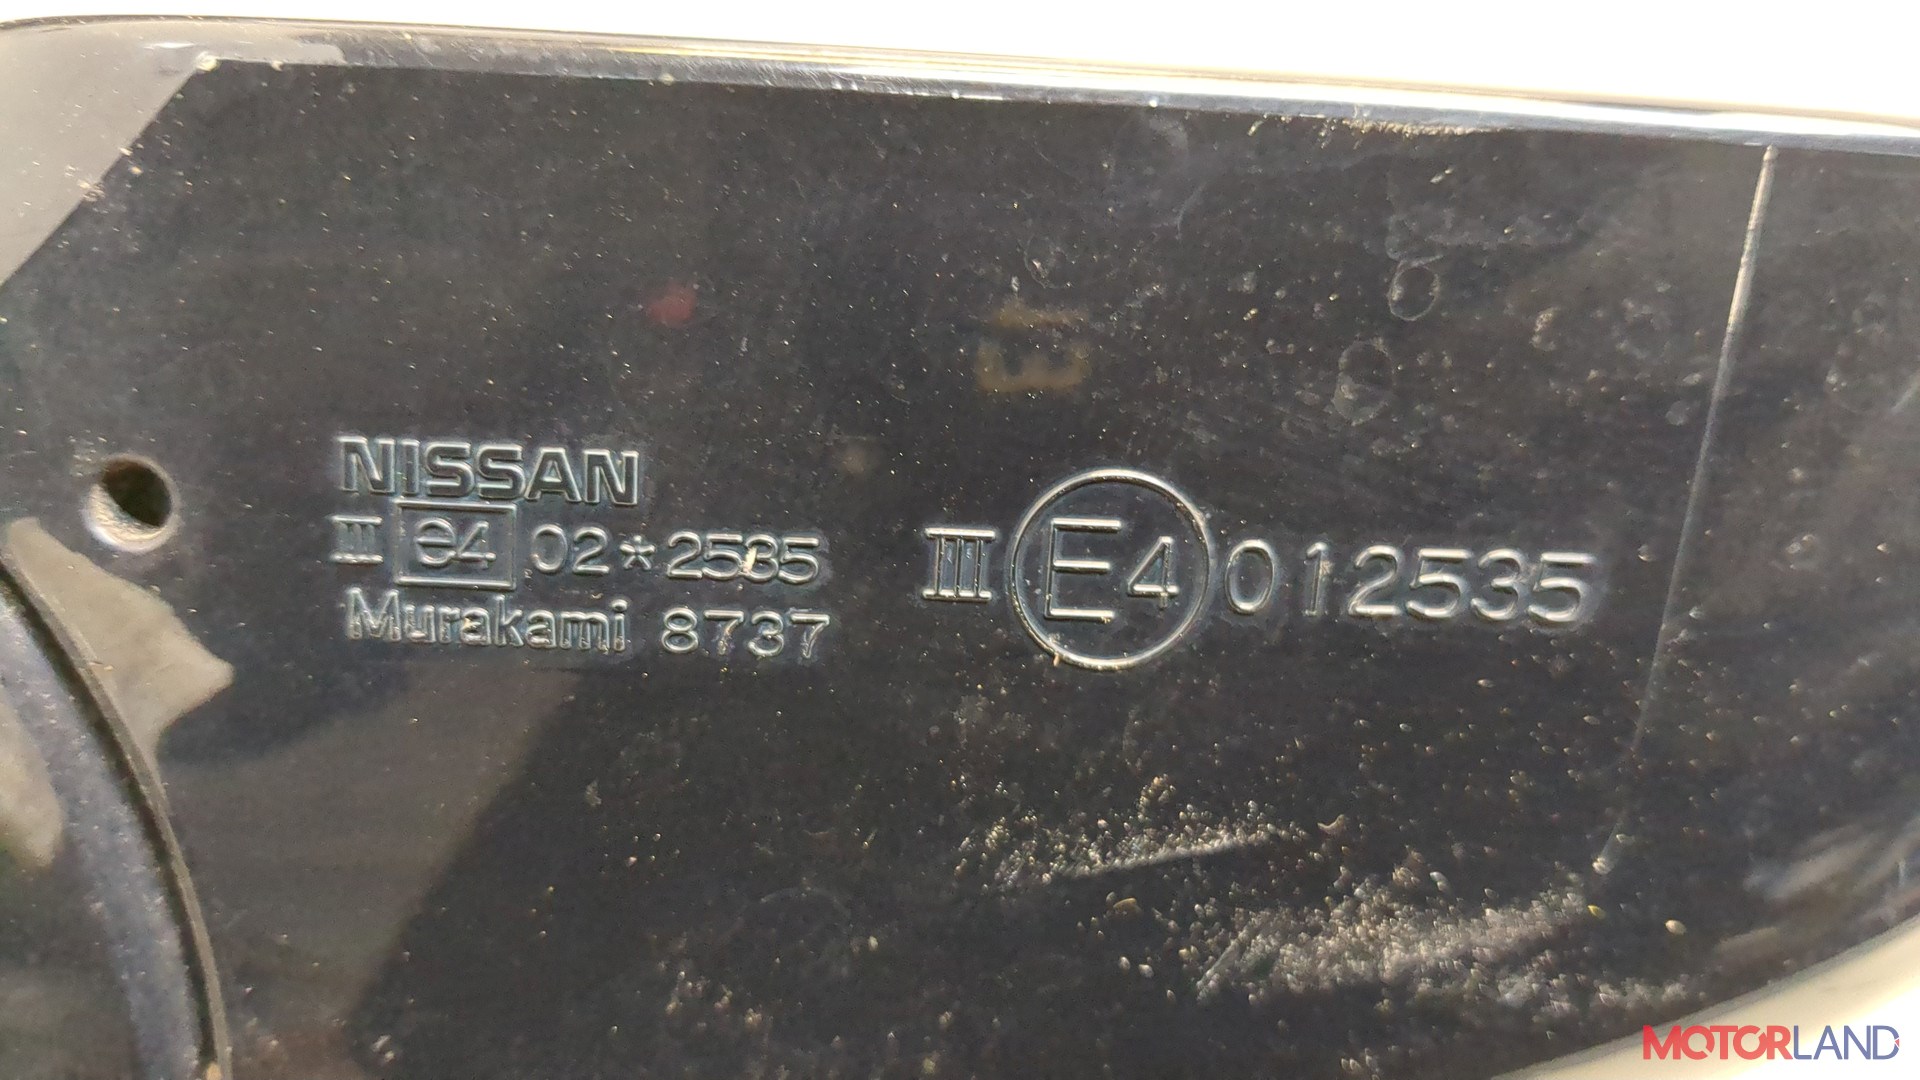 NISSAN
III e4 02*2535
Murakami 8737
III E4 012535
MOTORLAND